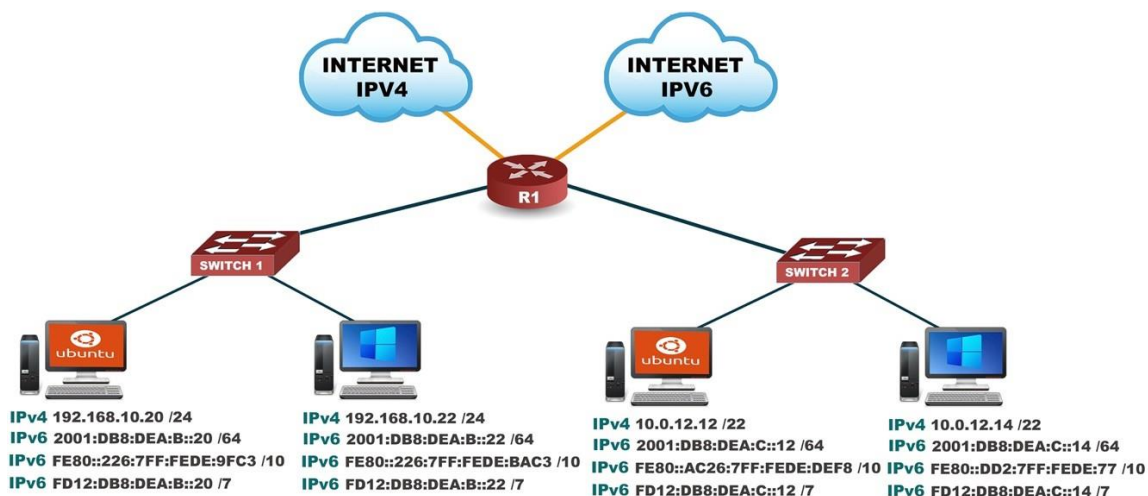 INTERNET
IPV4
INTERNET
IPV6
R1
SWITCH 1
SWITCH 2
ubuntu
ubuntu
IPv4 192.168.10.20 /24
IPv6 2001:DB8:DEA:B::20 /64
IPv6 FE80::226:7FF:FEDE:9FC3 /10
IPv6 FD12:DB8:DEA:B::20 /7
IPv4 192.168.10.22 /24
IPv6 2001:DB8:DEA:B::22 /64
IPv6 FE80::226:7FF:FEDE:BAC3 /10
IPv6 FD12:DB8:DEA:B::22 /7
IPv4 10.0.12.12 /22
IPv6 2001:DB8:DEA:C::12 /64
IPv6 FE80::AC26:7FF:FEDE:DEF8 /10
IPv6 FD12:DB8:DEA:C::12 /7
IPv4 10.0.12.14 /22
IPv6 2001:DB8:DEA:C::14 /64
IPv6 FE80::DD2:7FF:FEDE:77 /10
IPv6 FD12:DB8:DEA:C::14 /7